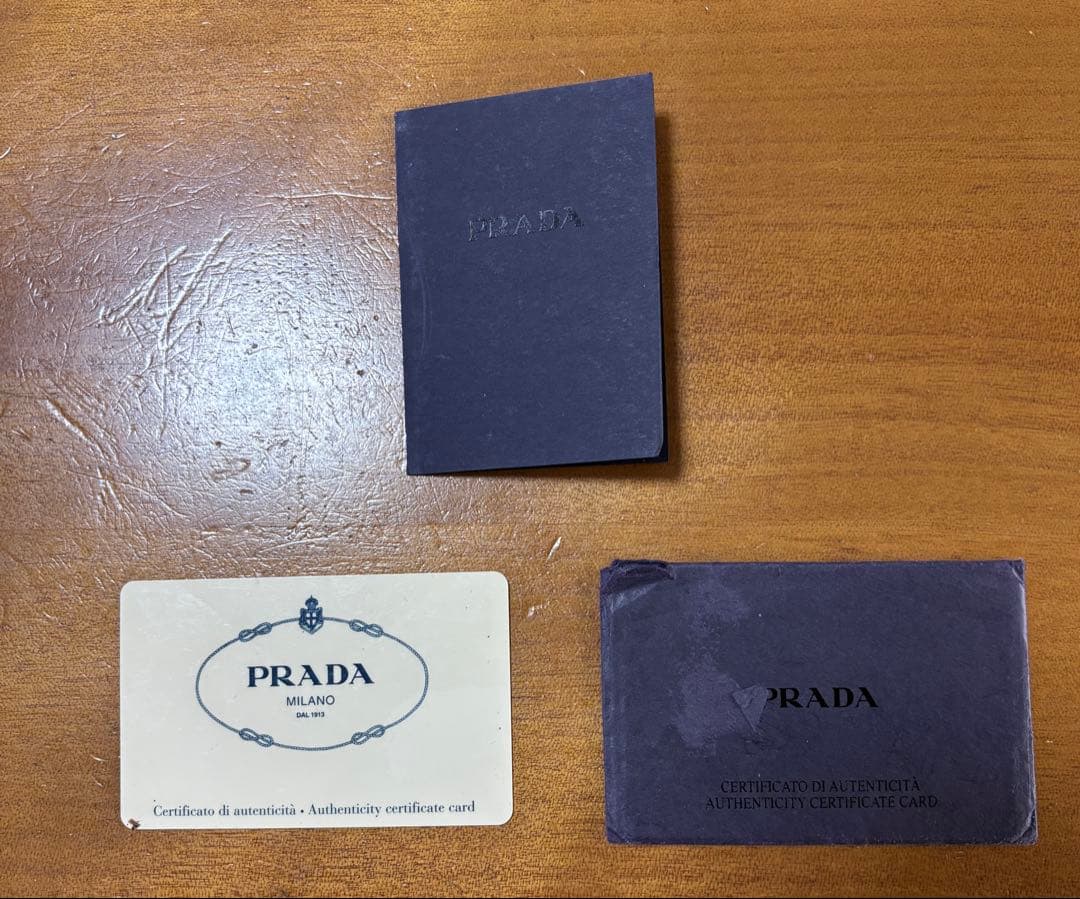 PRADA
PRADA
MILANO
DAL 1913
Certificato di autenticità • Authenticity certificate card
PRADA
CERTIFICATO DI AUTENTICITÀ
AUTHENTICITY CERTIFICATE CARD